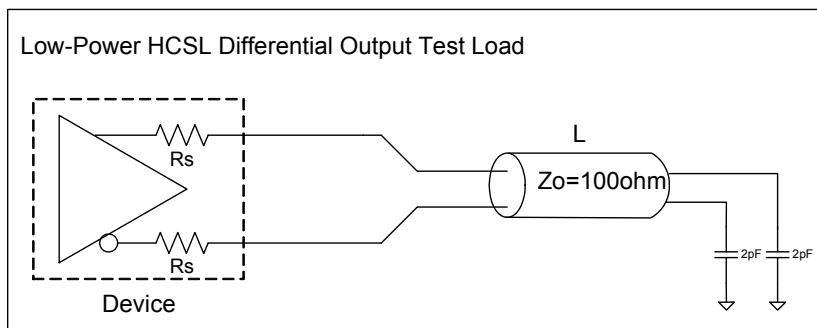 Low-Power HCSL Differential Output Test Load
Rs
L
Zo=100ohm
2pF
2pF
Rs
Device